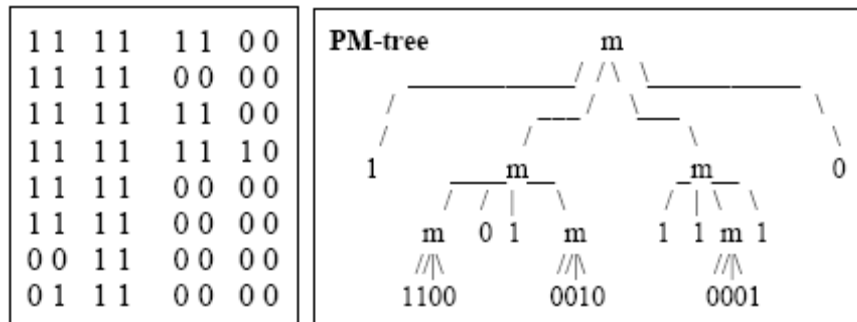 1 1 1 1 1 1 0 0
1 1 1 1 0 0 0 0
1 1 1 1 1 1 0 0
1 1 1 1 1 1 1 0
1 1 1 1 0 0 0 0
1 1 1 1 0 0 0 0
0 0 1 1 0 0 0 0
0 1 1 1 0 0 0 0
PM-tree m
1 m m 0
m 0 1 m 1 1 m 1
1100 0010 0001